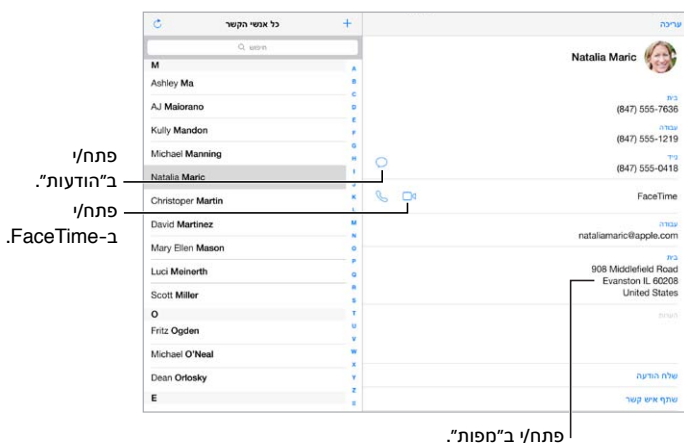 כל אנשי הקשר
+
חיפוש
M
Ashley Ma
AJ Maiorano
Kully Mandon
Michael Manning
Natalia Maric
Christoper Martin
David Martinez
Mary Ellen Mason
Luci Meinerth
Scott Miller
O
Fritz Ogden
Michael O'Neal
Dean Orlosky
E
A
B
C
D
E
F
G
H
I
J
K
L
M
N
O
P
Q
R
S
T
U
V
W
X
Y
Z
עריכה
Natalia Maric
בית
(847) 555-7636
עבודה
(847) 555-1219
נייד
(847) 555-0418
FaceTime
עבודה
nataliamaric@apple.com
בית
908 Middlefield Road
Evanston IL 60208
United States
הערות
שלח הודעה
שתף איש קשר
פתח/י
ב"הודעות".
פתח/י
ב-FaceTime.
פתח/י ב"מפות".